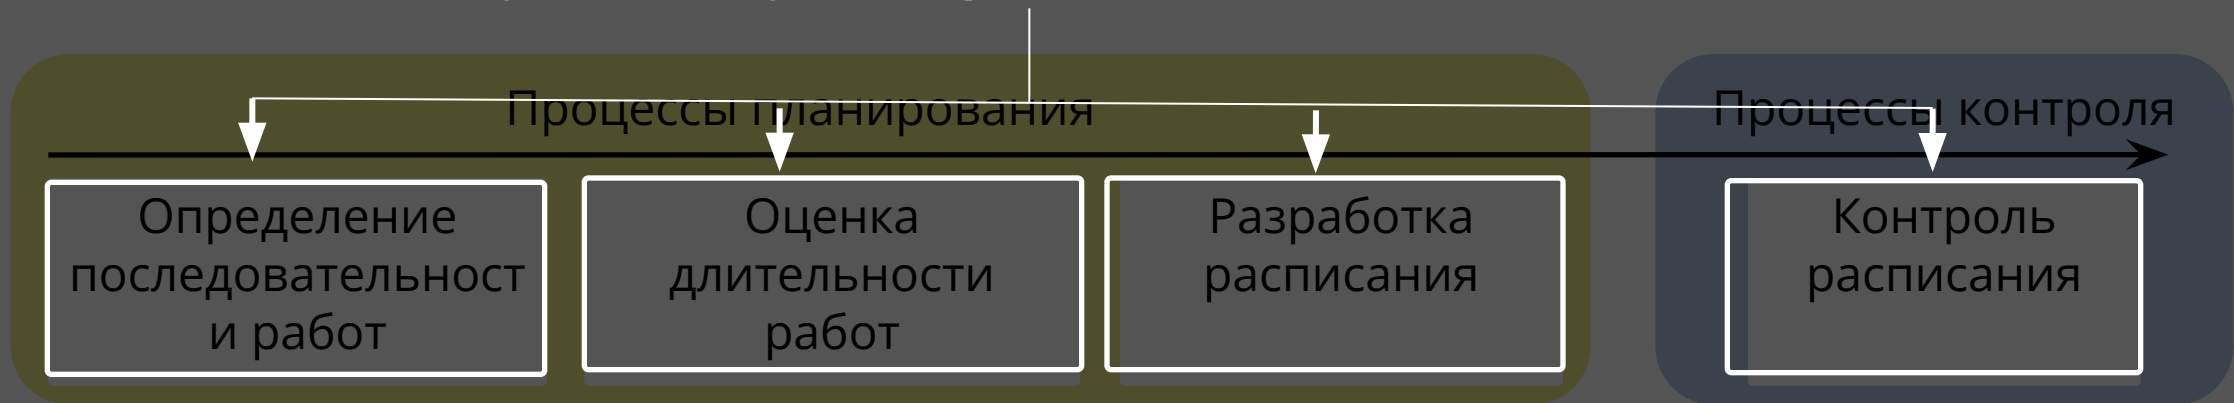 Процессы планирования
Процессы контроля
Определение
последовательност
и работ
Оценка
длительности
работ
Разработка
расписания
Контроль
расписания